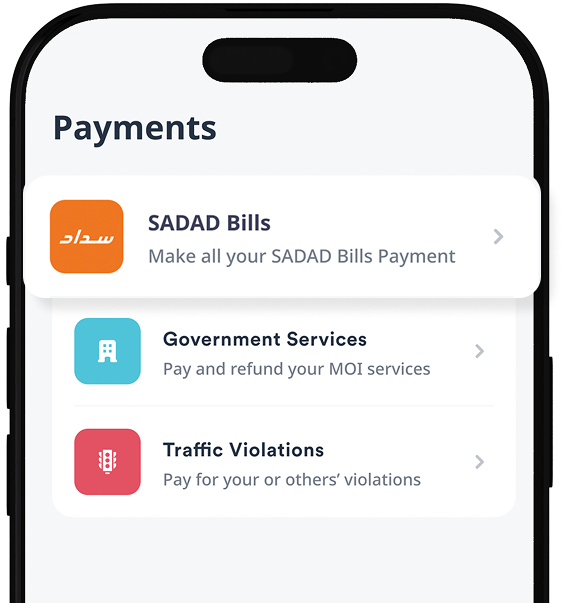 Payments
SADAD Bills
سداد
Make all your SADAD Bills Payment
Government Services
Pay and refund your MOI services
Traffic Violations
Pay for your or others’ violations